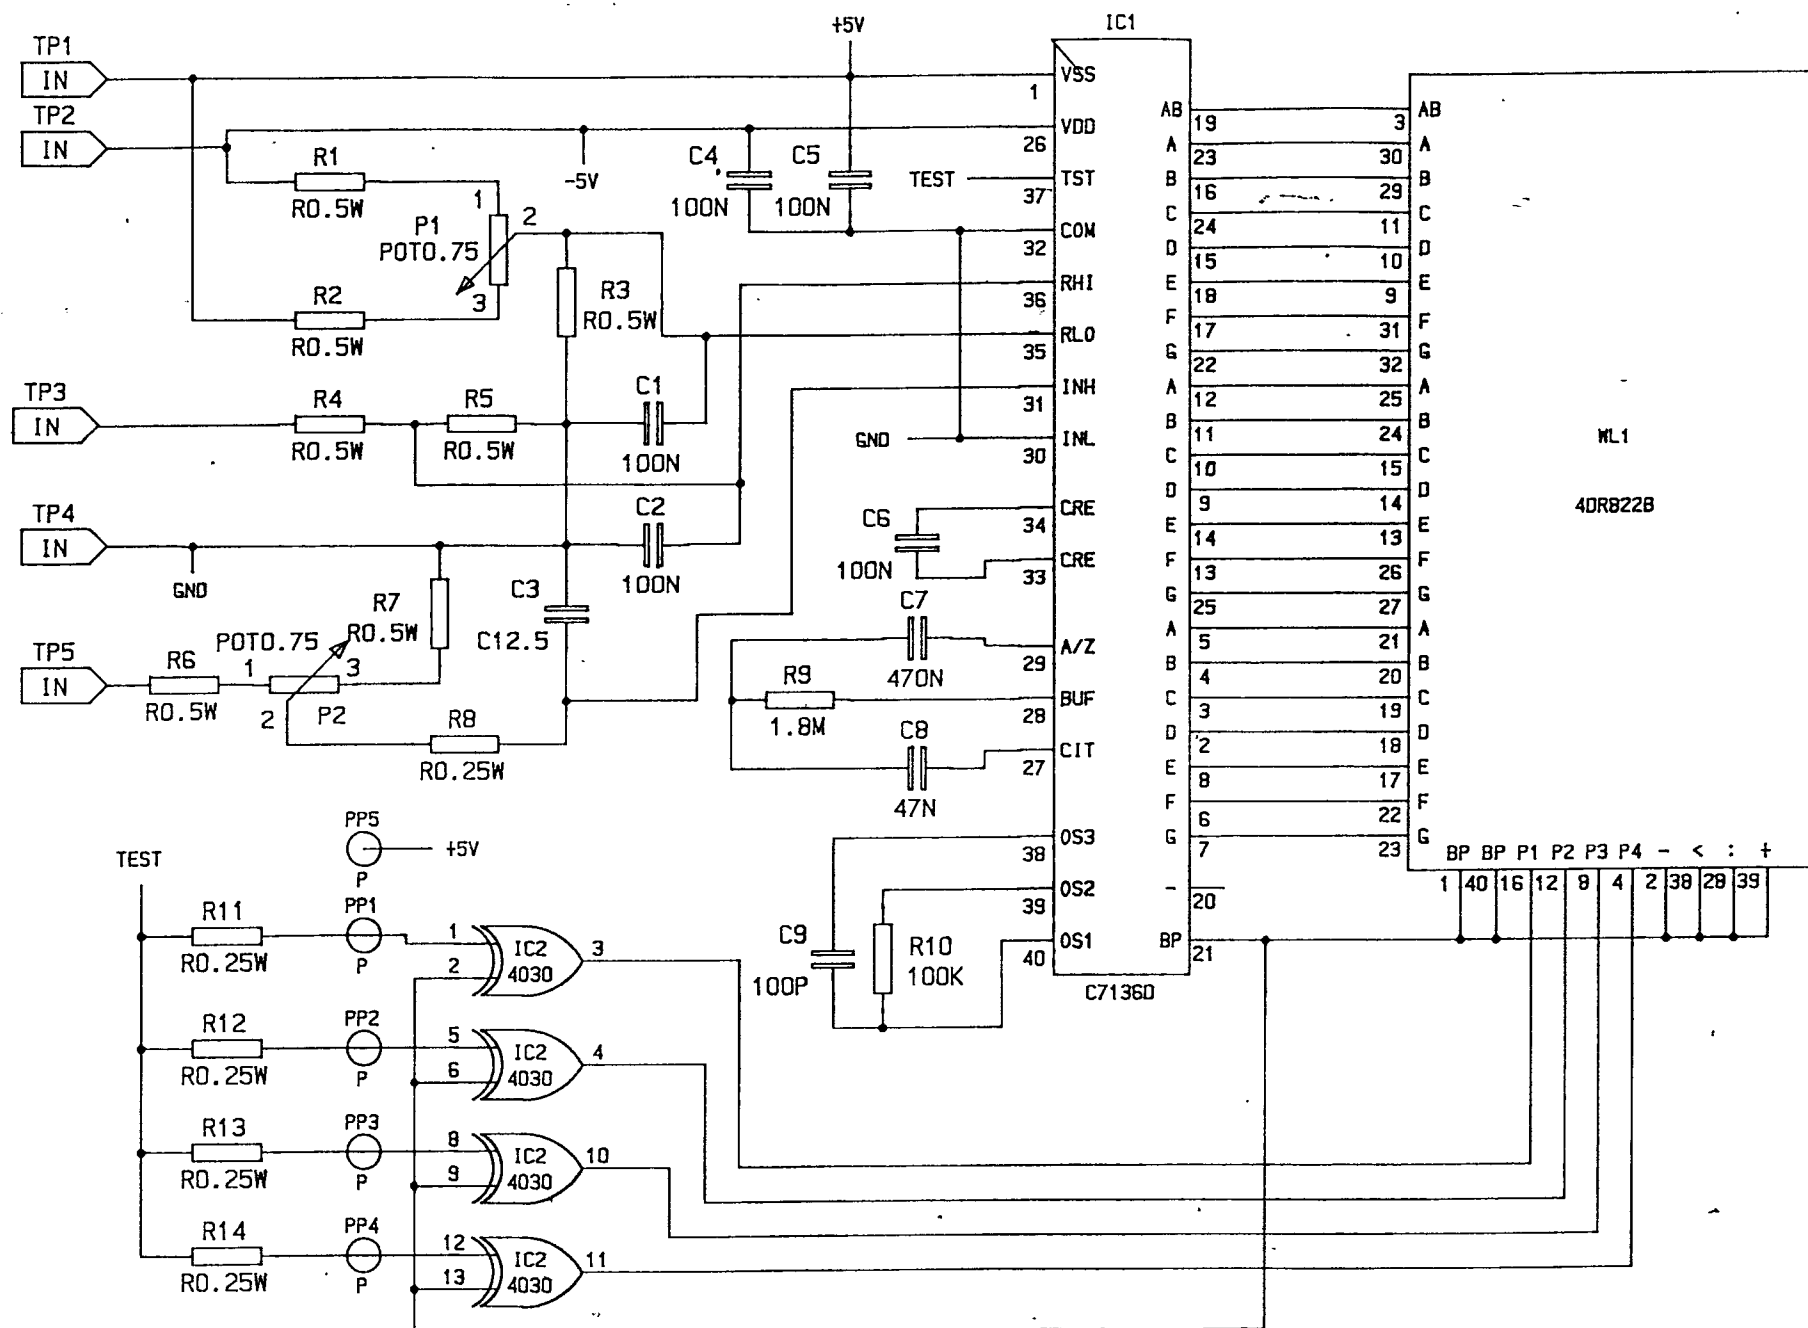 IC1
+5V
TP1
IN
TP2
IN
VSS
1
VDD
26
TST
37
TEST
COM
32
RHI
36
RLO
35
INH
31
INL
30
GND
CRE
34
CRE
33
A/Z
29
BUF
28
CIT
27
OS3
38
OS2
39
OS1
40
C7136D
AB 19
A 23
B 16
C 24
D 15
E 18
F 17
G 22
A 12
B 11
C 10
D 9
E 14
F 13
G 25
A 5
B 4
C 3
D 2
E 8
F 6
G 7
- 20
BP 21
3 AB
30 A
29 B
11 C
10 D
9 E
31 F
32 G
25 A
24 B
15 C
14 D
13 E
26 F
27 G
21 A
20 B
19 C
18 D
17 E
22 F
23 G
WL1
4DR822B
BP BP P1 P2 P3 P4 - < : +
1 40 16 12 8 4 2 38 28 39
R1
R0.5W
-5V
C4
100N
C5
100N
P1
POT0.75
1
2
3
R2
R0.5W
R3
R0.5W
TP3
IN
R4
R0.5W
R5
R0.5W
C1
100N
C2
100N
TP4
IN
GND
R7
R0.5W
C3
C12.5
TP5
IN
R6
R0.5W
POT0.75
1
3
2
P2
R8
R0.25W
C6
100N
C7
470N
R9
1.8M
C8
47N
C9
100P
R10
100K
PP5
P
+5V
TEST
R11
R0.25W
PP1
P
1
2
IC2
4030
3
R12
R0.25W
PP2
P
5
6
IC2
4030
4
R13
R0.25W
PP3
P
8
9
IC2
4030
10
R14
R0.25W
PP4
P
12
13
IC2
4030
11